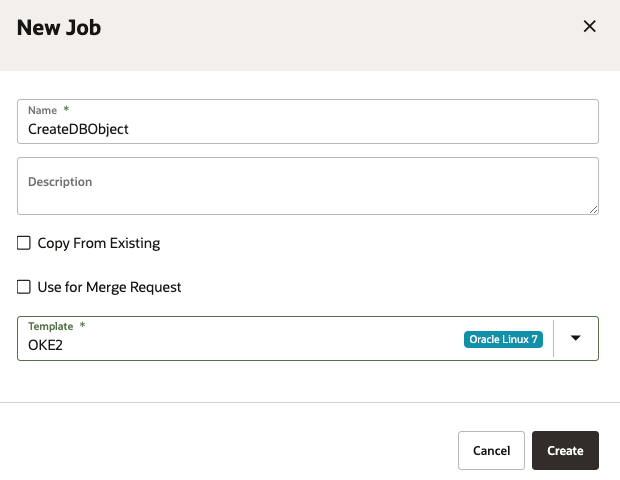 New Job
Name *
CreateDBObject
Description
Copy From Existing
Use for Merge Request
Template *
OKE2
Oracle Linux 7
Cancel
Create